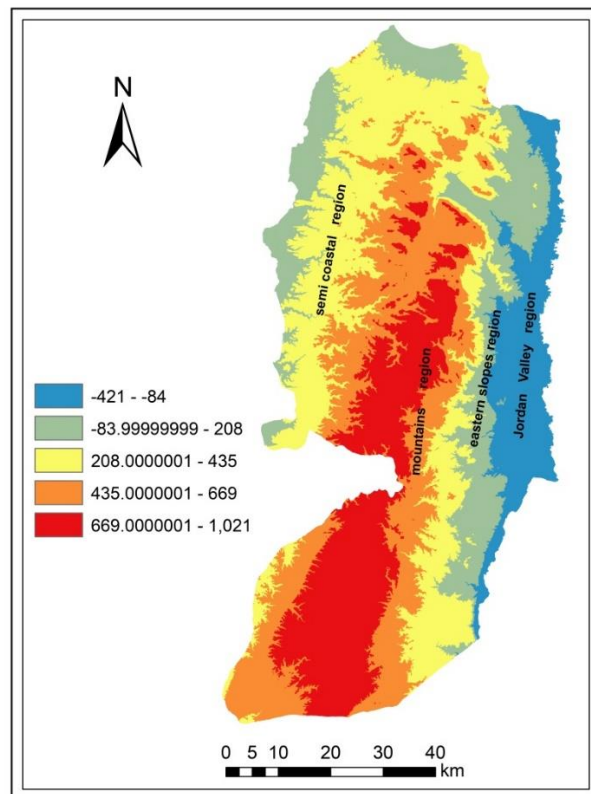 N
semi coastal region
mountains region
eastern slopes region
Jordan Valley region
-421 - -84
-83.99999999 - 208
208.0000001 - 435
435.0000001 - 669
669.0000001 - 1,021
0 5 10 20 30 40
km